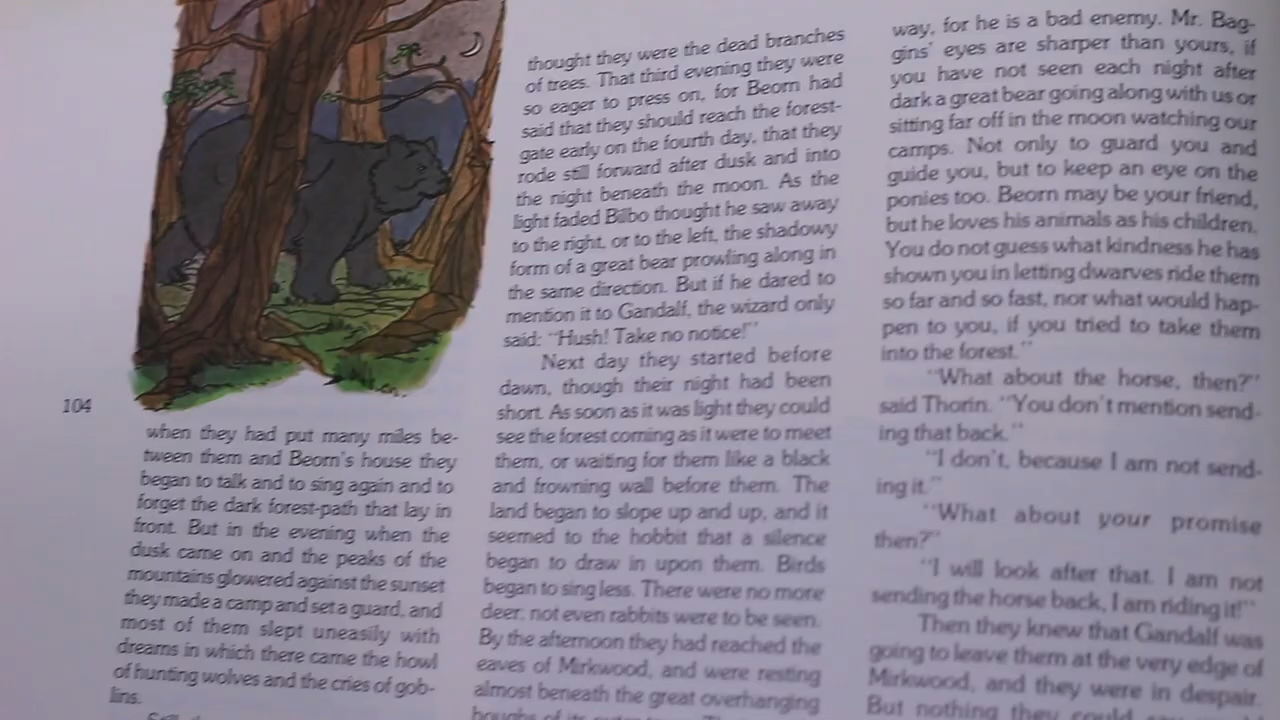 104
when they had put many miles be-
tween them and Beorn's house they
began to talk and to sing again and to
forget the dark forest-path that lay in
front. But in the evening when the
dusk came on and the peaks of the
mountains glowered against the sunset
they made a camp and set a guard, and
most of them slept uneasily with
dreams in which there came the howl
of hunting wolves and the cries of gob-
lins.
thought they were the dead branches
of trees. That third evening they were
so eager to press on, for Beorn had
said that they should reach the forest-
gate early on the fourth day, that they
rode still forward after dusk and into
the night beneath the moon. As the
light faded Bilbo thought he saw away
to the right, or to the left, the shadowy
form of a great bear prowling along in
the same direction. But if he dared to
mention it to Gandalf, the wizard only
said: "Hush! Take no notice!"
Next day they started before
dawn, though their night had been
short. As soon as it was light they could
see the forest coming as it were to meet
them, or waiting for them like a black
and frowning wall before them. The
land began to slope up and up, and it
seemed to the hobbit that a silence
began to draw in upon them. Birds
began to sing less. There were no more
deer; not even rabbits were to be seen.
By the afternoon they had reached the
eaves of Mirkwood, and were resting
almost beneath the great overhanging
boughs of its
way, for he is a bad enemy. Mr. Bag-
gins' eyes are sharper than yours, if
you have not seen each night after
dark a great bear going along with us or
sitting far off in the moon watching our
camps. Not only to guard you and
guide you, but to keep an eye on the
ponies too. Beorn may be your friend,
but he loves his animals as his children.
You do not guess what kindness he has
shown you in letting dwarves ride them
so far and so fast, nor what would hap-
pen to you, if you tried to take them
into the forest."
"What about the horse, then?"
said Thorin. "You don't mention send-
ing that back."
"I don't, because I am not send-
ing it."
"What about your promise
then?"
"I will look after that. I am not
sending the horse back, I am riding it!"
Then they knew that Gandalf was
going to leave them at the very edge of
Mirkwood, and they were in despair.
But nothing they could